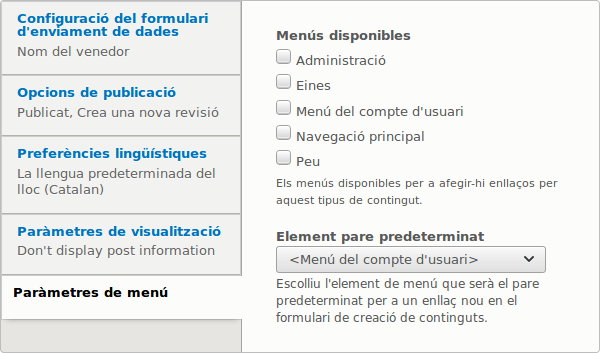 Configuració del formulari
d'enviament de dades
Nom del venedor
Opcions de publicació
Publicat, Crea una nova revisió
Preferències lingüístiques
La llengua predeterminada del
lloc (Catalan)
Paràmetres de visualització
Don't display post information
Paràmetres de menú
Menús disponibles
Administració
Eines
Menú del compte d'usuari
Navegació principal
Peu
Els menús disponibles per a afegir-hi enllaços per
aquest tipus de contingut.
Element pare predeterminat
<Menú del compte d'usuari>
Escolliu l'element de menú que serà el pare
predeterminat per a un enllaç nou en el
formulari de creació de continguts.